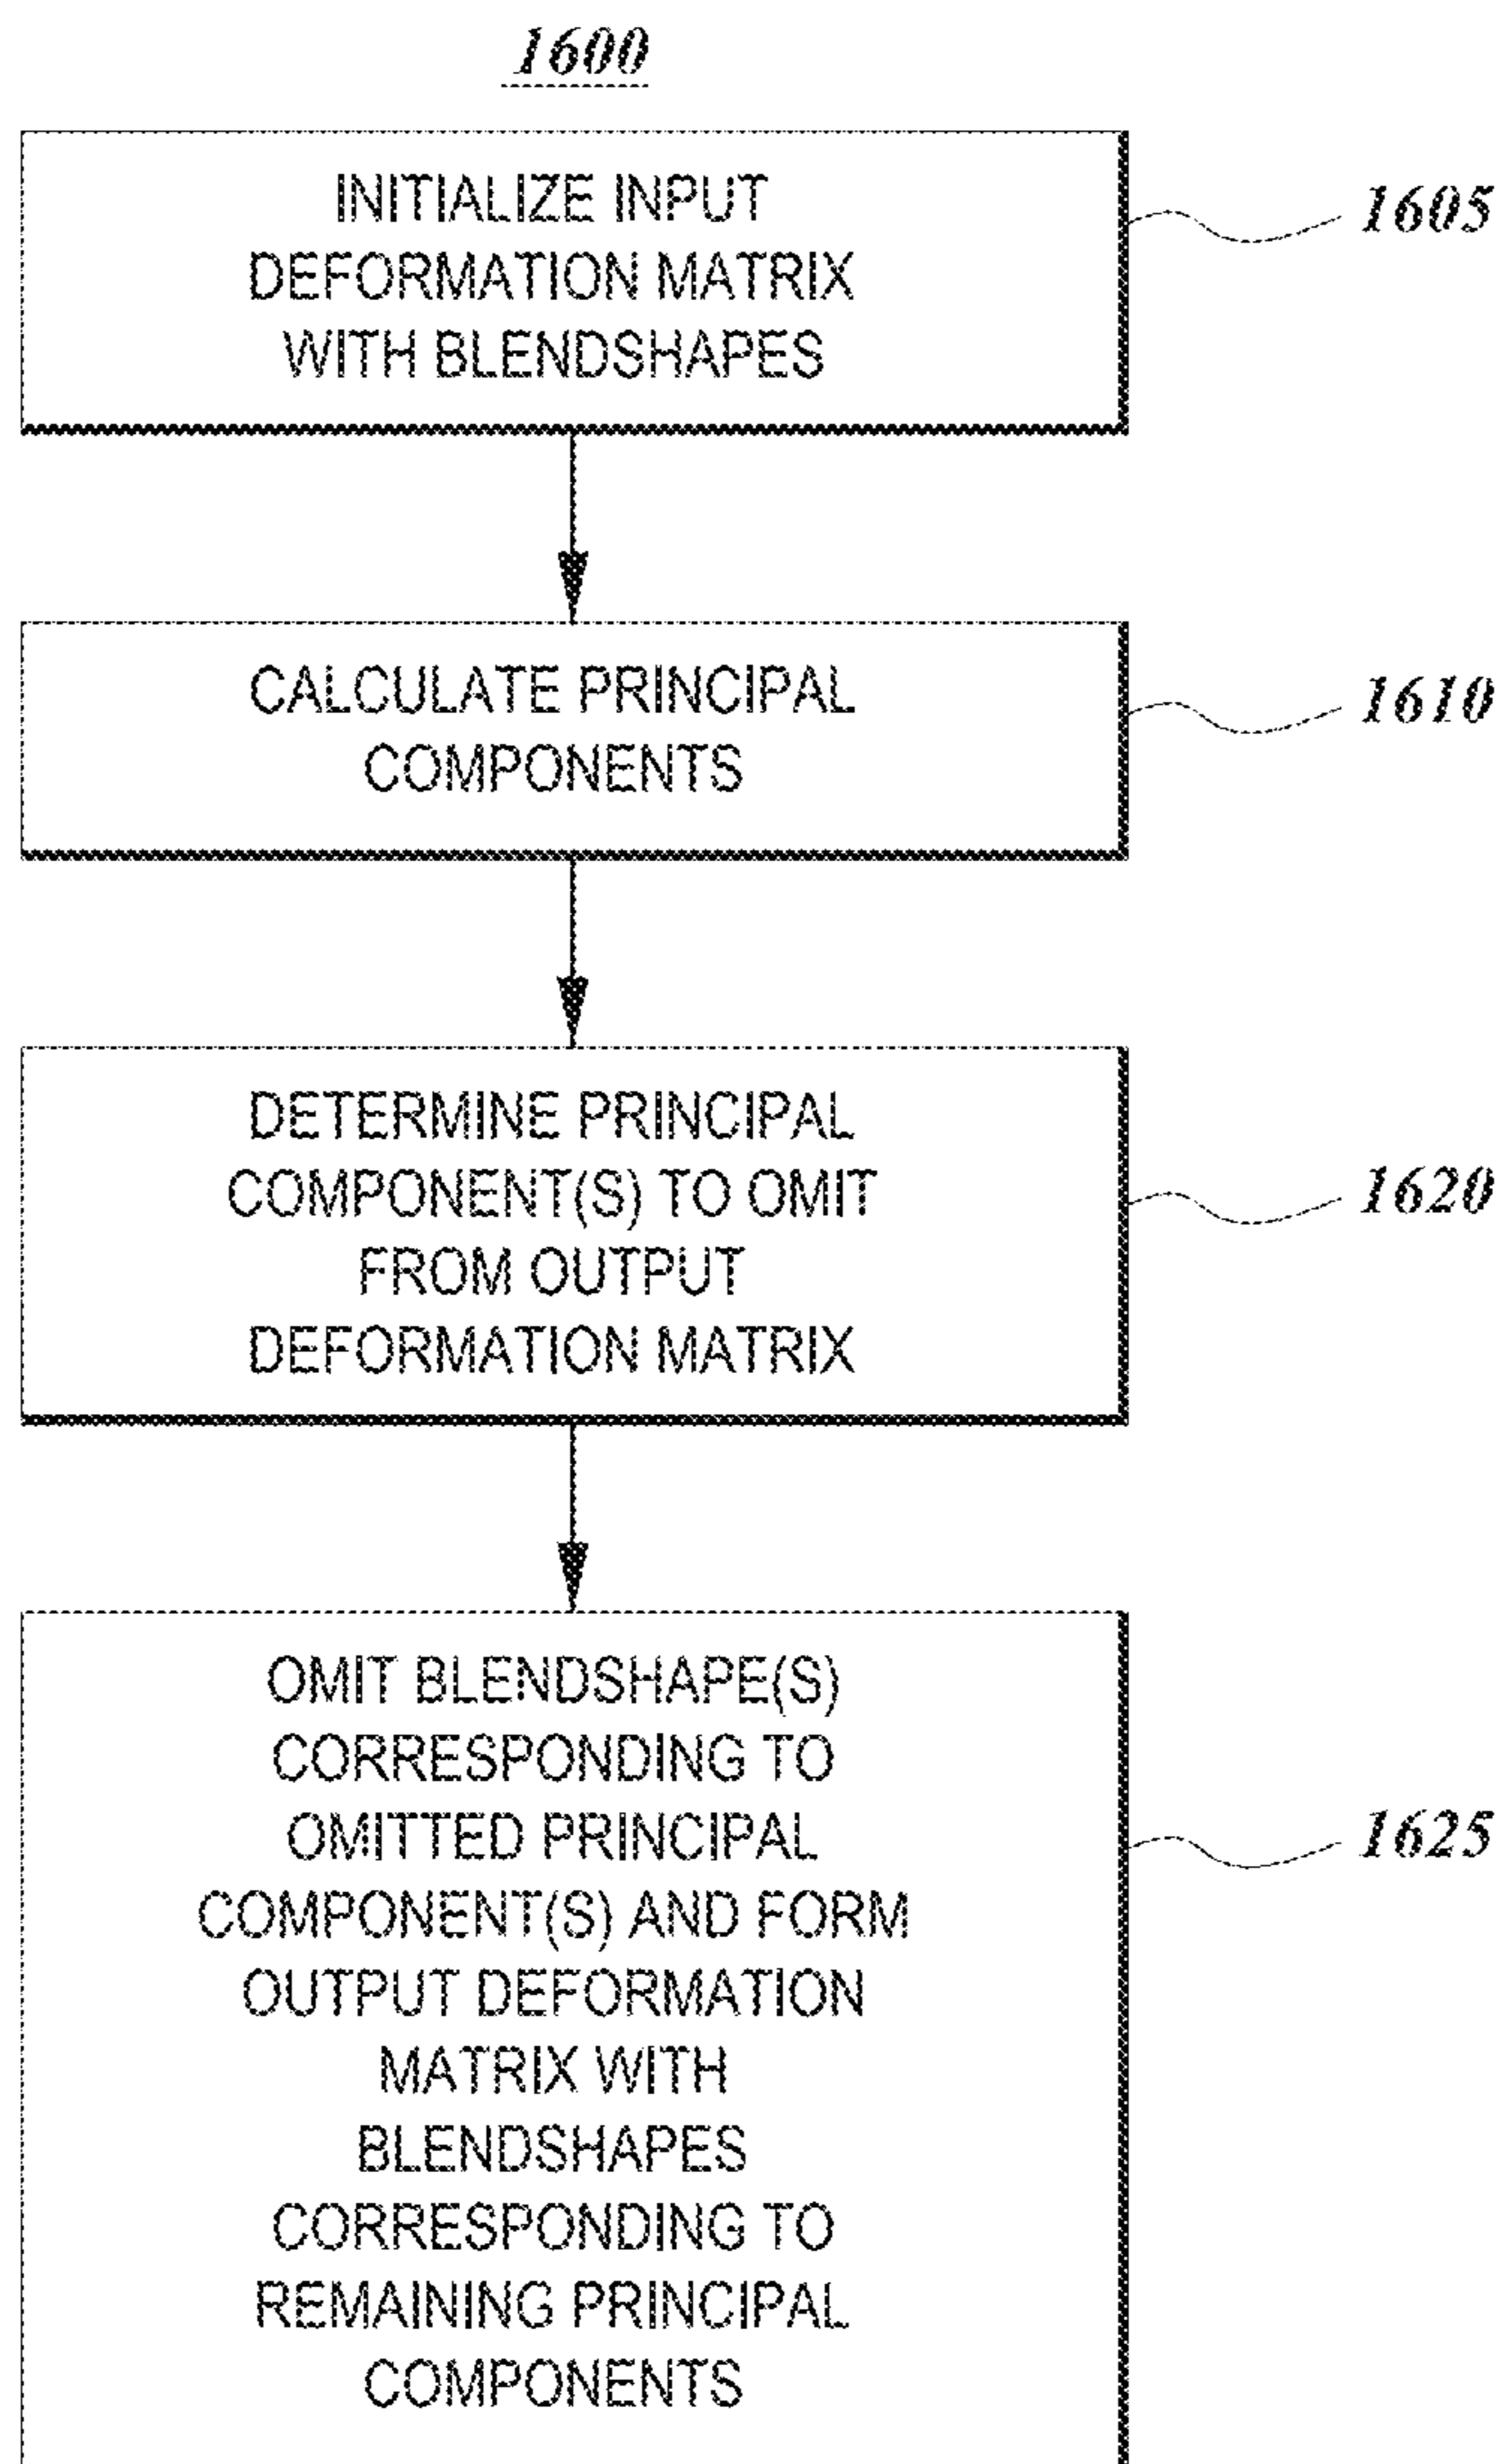 1600
INITIALIZE INPUT
DEFORMATION MATRIX
WITH BLENDSHAPES
1605
CALCULATE PRINCIPAL
COMPONENTS
1610
DETERMINE PRINCIPAL
COMPONENT(S) TO OMIT
FROM OUTPUT
DEFORMATION MATRIX
1620
OMIT BLENDSHAPE(S)
CORRESPONDING TO
OMITTED PRINCIPAL
COMPONENT(S) AND FORM
OUTPUT DEFORMATION
MATRIX WITH
BLENDSHAPES
CORRESPONDING TO
REMAINING PRINCIPAL
COMPONENTS
1625